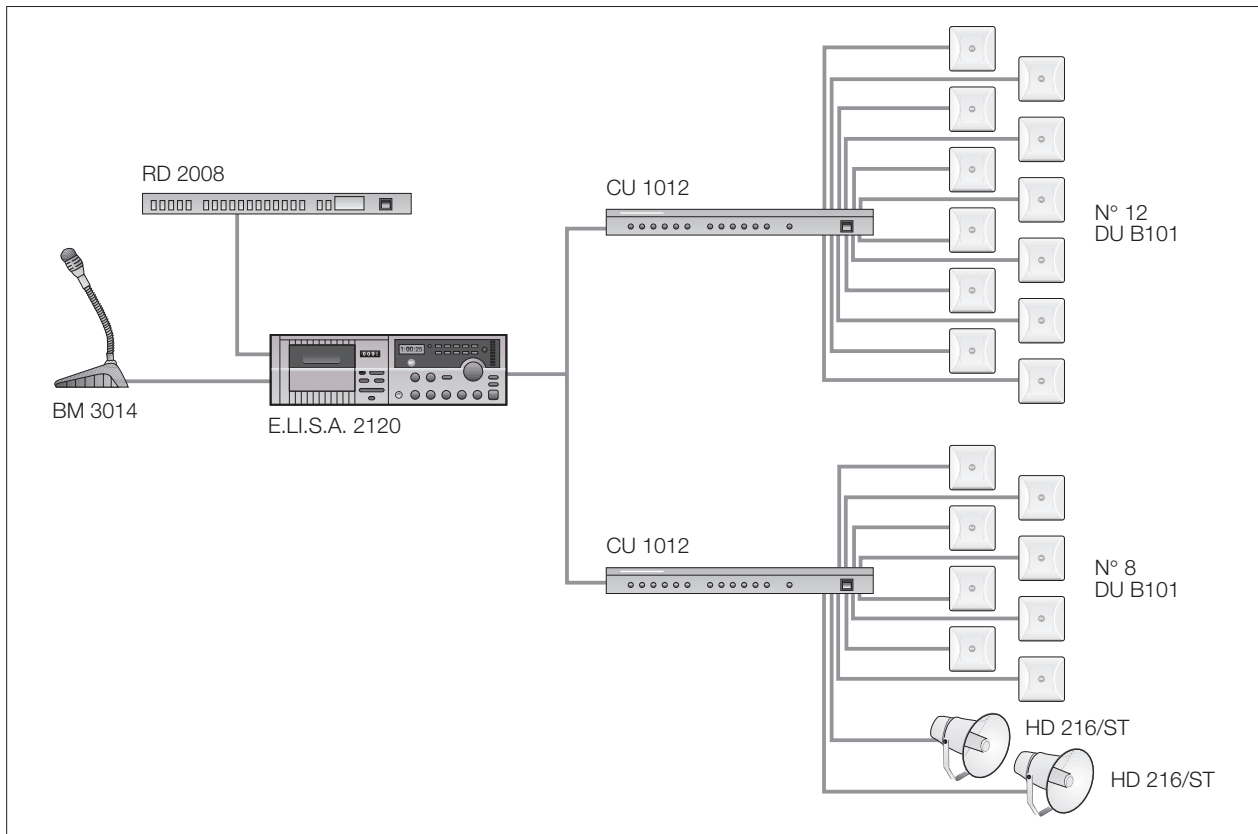 RD 2008
BM 3014
E.LI.S.A. 2120
CU 1012
N° 12
DU B101
CU 1012
N° 8
DU B101
HD 216/ST
HD 216/ST